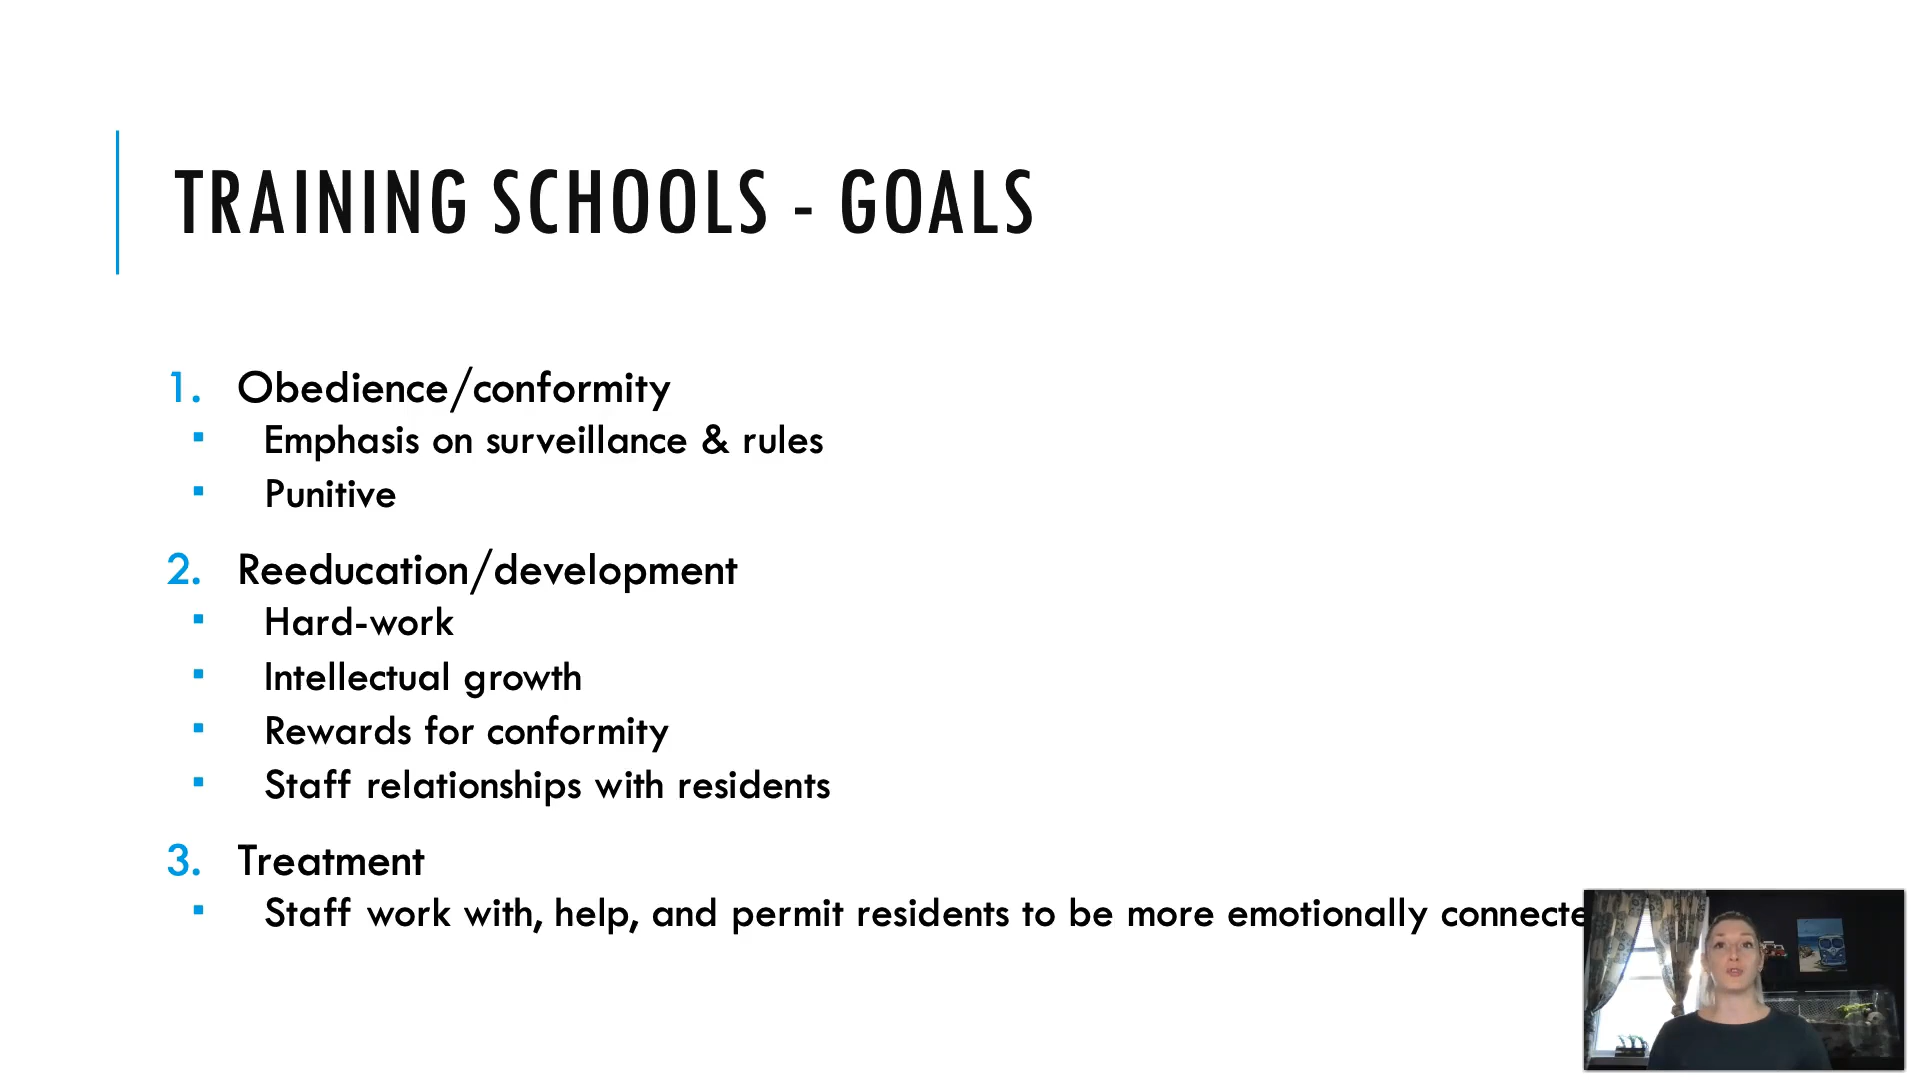 TRAINING SCHOOLS - GOALS
1. Obedience/conformity
▪ Emphasis on surveillance & rules
▪ Punitive
2. Reeducation/development
▪ Hard-work
▪ Intellectual growth
▪ Rewards for conformity
▪ Staff relationships with residents
3. Treatment
▪ Staff work with, help, and permit residents to be more emotionally